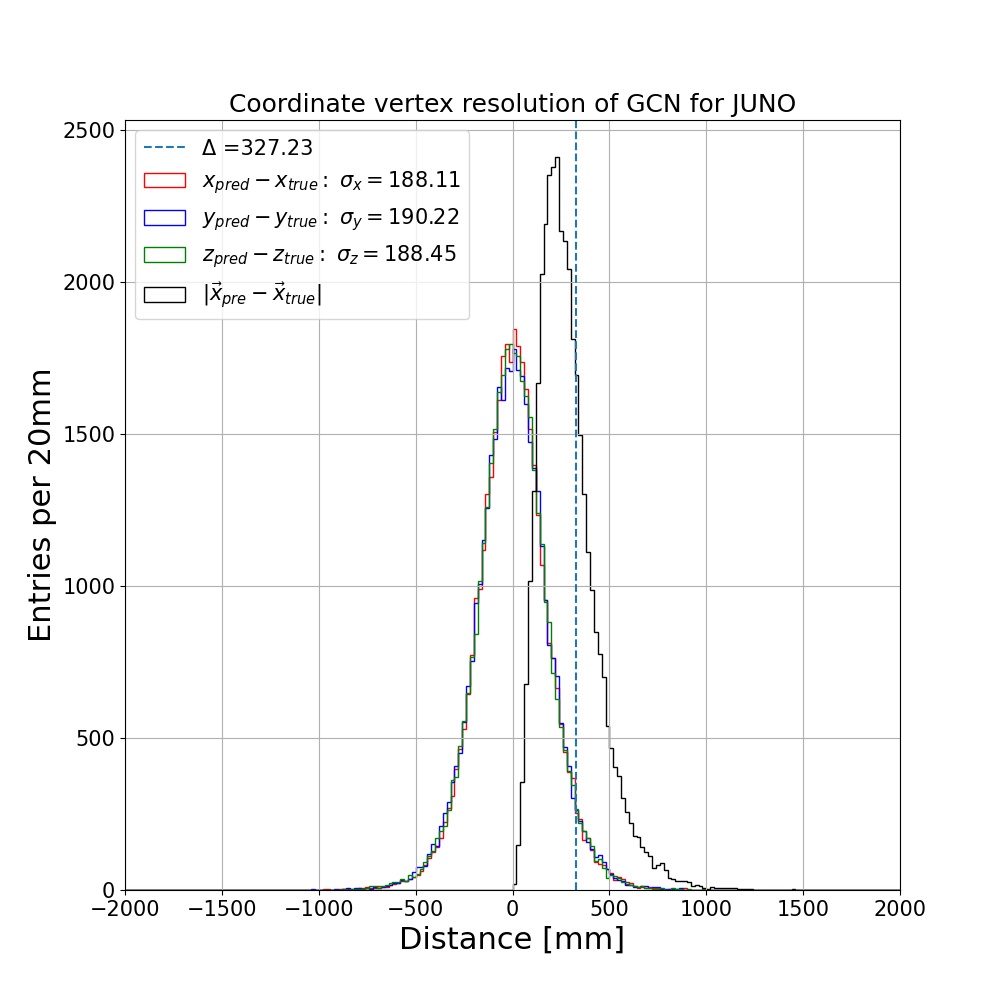 Coordinate vertex resolution of GCN for JUNO
Δ =327.23
x_pred − x_true : σ_x = 188.11
y_pred − y_true : σ_y = 190.22
z_pred − z_true : σ_z = 188.45
|x⃗_pre − x⃗_true|
Entries per 20mm
2500
2000
1500
1000
500
0
−2000 −1500 −1000 −500 0 500 1000 1500 2000
Distance [mm]